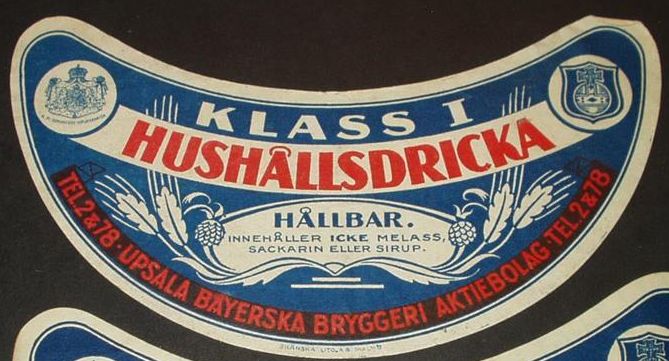 KLASS I
HUSHÅLLSDRICKA
HÅLLBAR.
INNEHÅLLER ICKE MELASS,
SACKARIN ELLER SIRUP.
TEL. 2 & 78 · UPSALA BAYERSKA BRYGGERI AKTIEBOLAG · TEL. 2 & 78